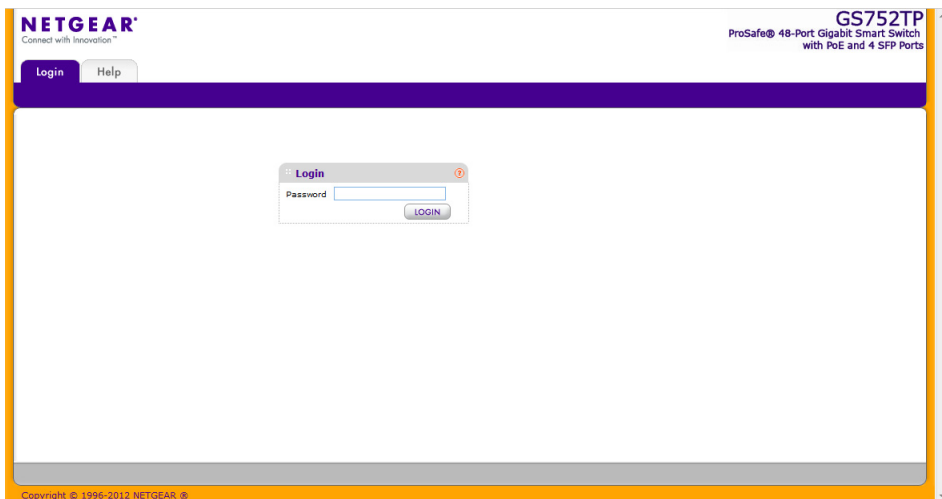 NETGEAR®
Connect with Innovation™
GS752TP
ProSafe® 48-Port Gigabit Smart Switch
with PoE and 4 SFP Ports
Login
Help
Login
?
Password
LOGIN
Copyright © 1996-2012 NETGEAR ®